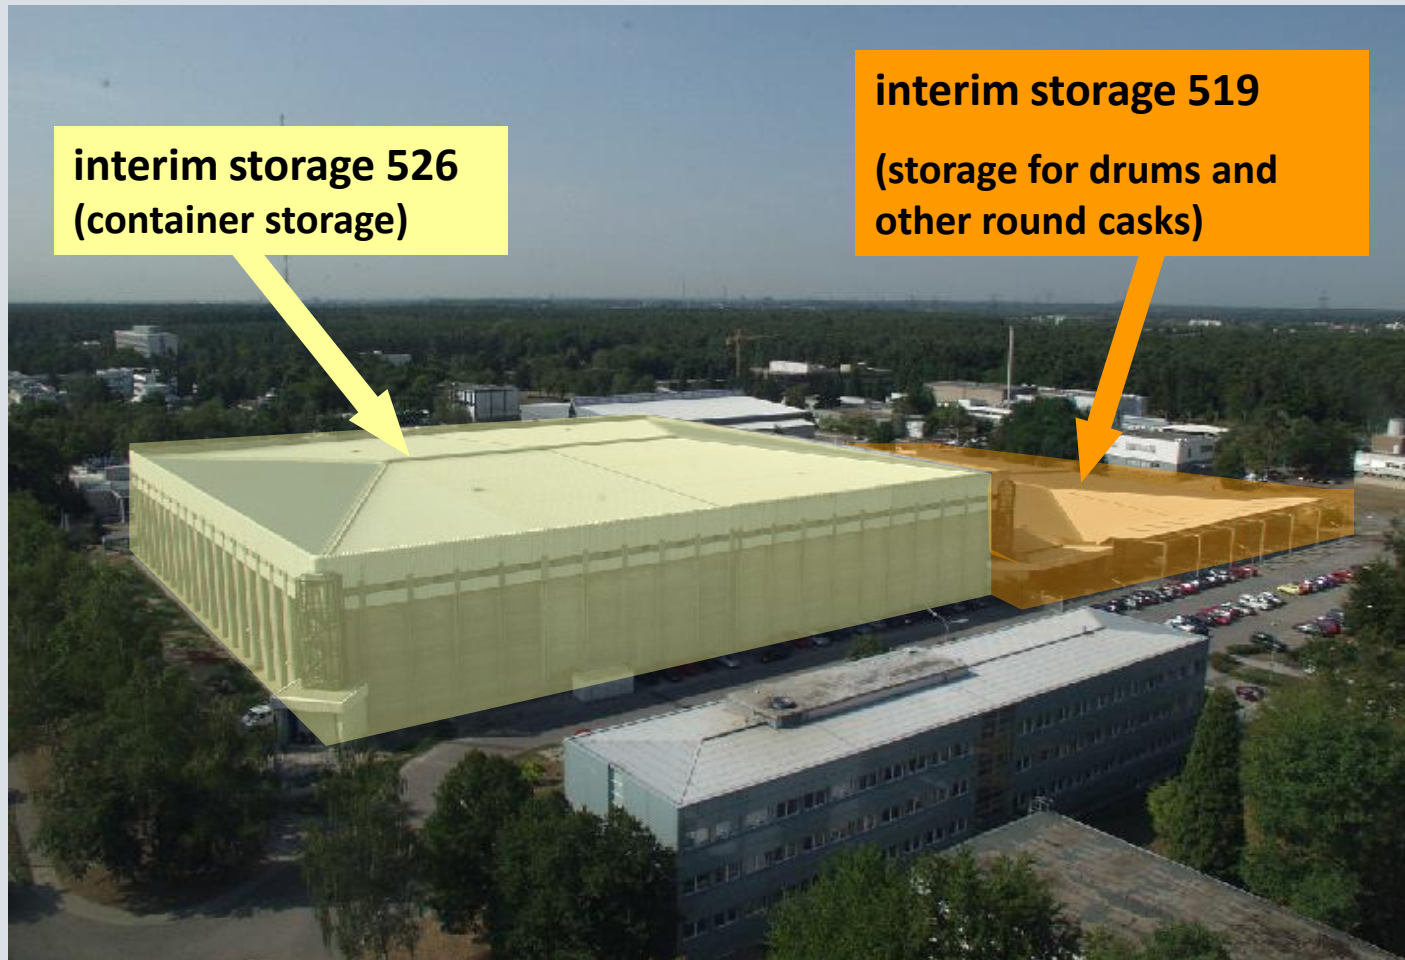 interim storage 526
(container storage)
interim storage 519
(storage for drums and
other round casks)